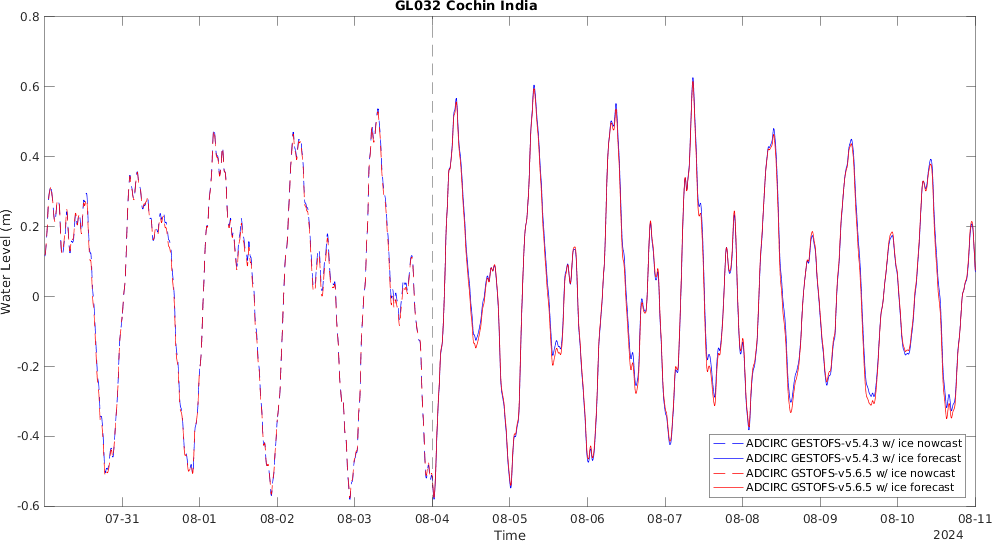 GL032 Cochin India
Water Level (m)
0.8
0.6
0.4
0.2
0
-0.2
-0.4
-0.6
ADCIRC GESTOFS-v5.4.3 w/ ice nowcast
ADCIRC GESTOFS-v5.4.3 w/ ice forecast
ADCIRC GSTOFS-v5.6.5 w/ ice nowcast
ADCIRC GSTOFS-v5.6.5 w/ ice forecast
07-31 08-01 08-02 08-03 08-04 08-05 08-06 08-07 08-08 08-09 08-10 08-11
Time
2024